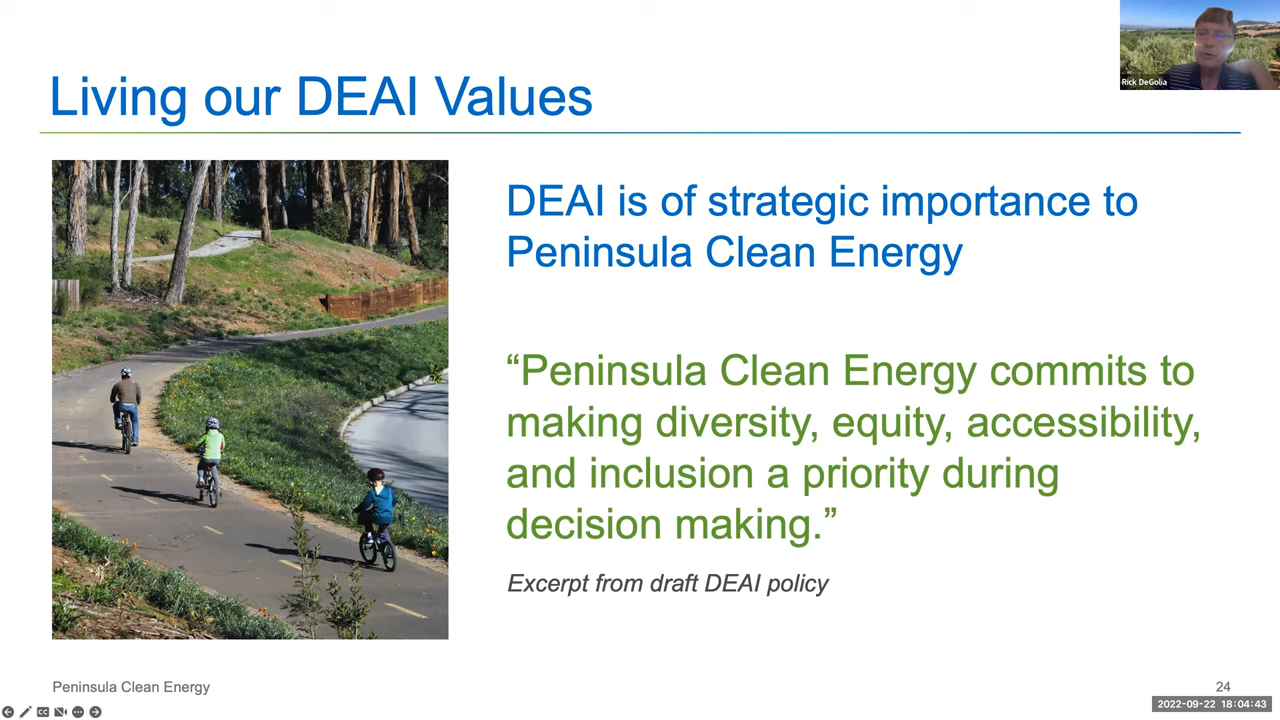 Rick DeGolia
Living our DEAI Values
DEAI is of strategic importance to
Peninsula Clean Energy
“Peninsula Clean Energy commits to
making diversity, equity, accessibility,
and inclusion a priority during
decision making.”
Excerpt from draft DEAI policy
Peninsula Clean Energy
24
2022-09-22 18:04:43